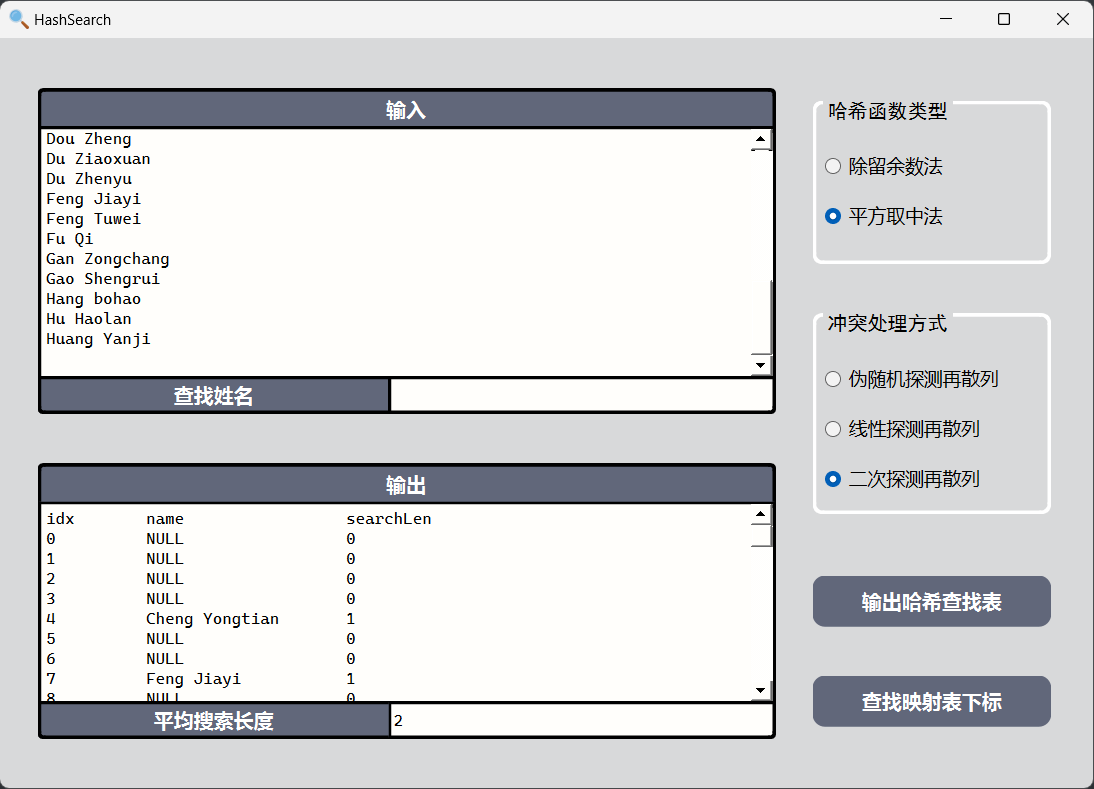 HashSearch
输入
Dou Zheng
Du Ziaoxuan
Du Zhenyu
Feng Jiayi
Feng Tuwei
Fu Qi
Gan Zongchang
Gao Shengrui
Hang bohao
Hu Haolan
Huang Yanji
查找姓名
输出
idx name searchLen
0 NULL 0
1 NULL 0
2 NULL 0
3 NULL 0
4 Cheng Yongtian 1
5 NULL 0
6 NULL 0
7 Feng Jiayi 1
8 NULL 0
平均搜索长度 2
哈希函数类型
除留余数法
平方取中法
冲突处理方式
伪随机探测再散列
线性探测再散列
二次探测再散列
输出哈希查找表
查找映射表下标